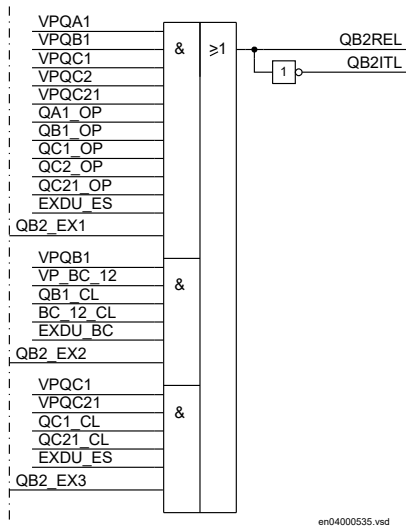 VPQA1
VPQB1
VPQC1
VPQC2
VPQC21
QA1_OP
QB1_OP
QC1_OP
QC2_OP
QC21_OP
EXDU_ES
QB2_EX1
&
≥1
QB2REL
QB2ITL
1
VPQB1
VP_BC_12
QB1_CL
BC_12_CL
EXDU_BC
QB2_EX2
&
VPQC1
VPQC21
QC1_CL
QC21_CL
EXDU_ES
QB2_EX3
&
en04000535.vsd